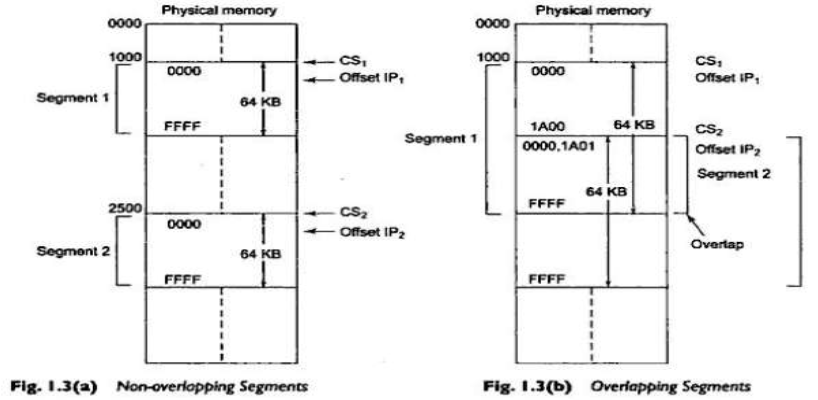 Physical memory
0000
1000
CS₁
0000
Offset IP₁
Segment 1
64 KB
FFFF
2500
CS₂
0000
Offset IP₂
Segment 2
64 KB
FFFF
Fig. 1.3(a) Non-overlapping Segments
Physical memory
0000
1000
CS₁
0000
Offset IP₁
1A00
64 KB
CS₂
Segment 1
0000,1A01
Offset IP₂
Segment 2
64 KB
FFFF
Overlap
FFFF
Fig. 1.3(b) Overlapping Segments